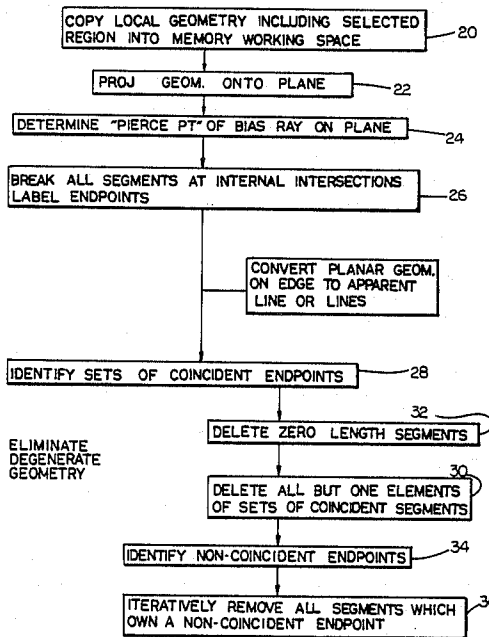 COPY LOCAL GEOMETRY INCLUDING SELECTED
REGION INTO MEMORY WORKING SPACE
20
PROJ GEOM. ONTO PLANE
22
DETERMINE "PIERCE PT" OF BIAS RAY ON PLANE
24
BREAK ALL SEGMENTS AT INTERNAL INTERSECTIONS
LABEL ENDPOINTS
26
CONVERT PLANAR GEOM.
ON EDGE TO APPARENT
LINE OR LINES
IDENTIFY SETS OF COINCIDENT ENDPOINTS
28
32
DELETE ZERO LENGTH SEGMENTS
ELIMINATE
DEGENERATE
GEOMETRY
30
DELETE ALL BUT ONE ELEMENTS
OF SETS OF COINCIDENT SEGMENTS
IDENTIFY NON-COINCIDENT ENDPOINTS
34
ITERATIVELY REMOVE ALL SEGMENTS WHICH
OWN A NON-COINCIDENT ENDPOINT